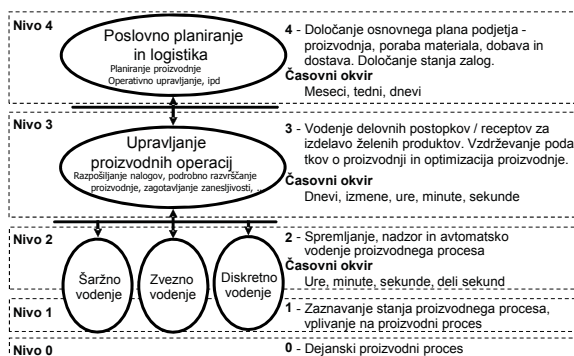 Nivo 4
Poslovno planiranje
in logistika
Planiranje proizvodnje
Operativno upravljanje, ipd
4 - Določanje osnovnega plana podjetja -
proizvodnja, poraba materiala, dobava in
dostava. Določanje stanja zalog.
Časovni okvir
Meseci, tedni, dnevi
Nivo 3
Upravljanje
proizvodnih operacij
Razpošiljanje nalogov, podrobno razvrščanje
proizvodnje, zagotavljanje zanesljivosti, ...
3 - Vodenje delovnih postopkov / receptov za
izdelavo želenih produktov. Vzdrževanje poda
tkov o proizvodnji in optimizacija proizvodnje.
Časovni okvir
Dnevi, izmene, ure, minute, sekunde
Nivo 2
Šaržno
vodenje
Zvezno
vodenje
Diskretno
vodenje
2 - Spremljanje, nadzor in avtomatsko
vodenje proizvodnega procesa
Časovni okvir
Ure, minute, sekunde, deli sekund
Nivo 1
1 - Zaznavanje stanja proizvodnega procesa,
vplivanje na proizvodni proces
Nivo 0
0 - Dejanski proizvodni proces